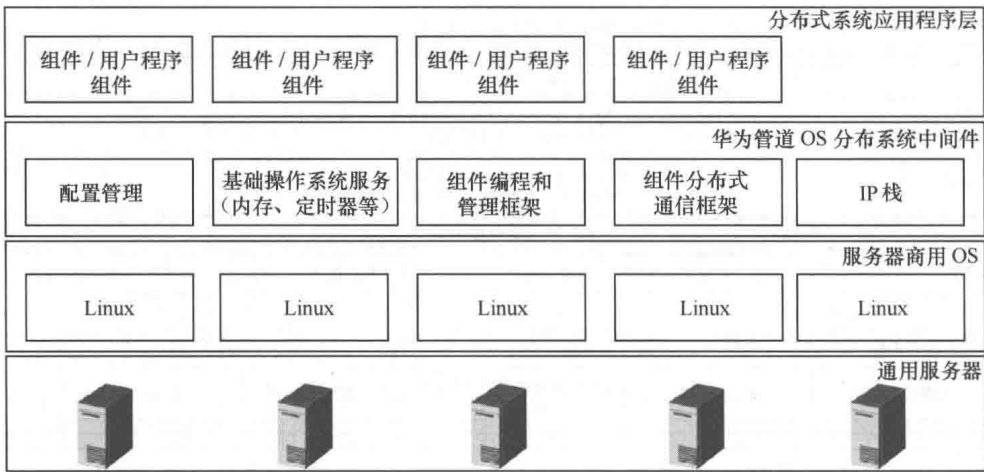 分布式系统应用程序层
组件 / 用户程序
组件
组件 / 用户程序
组件
组件 / 用户程序
组件
组件 / 用户程序
组件
华为管道 OS 分布系统中间件
配置管理
基础操作系统服务
（内存、定时器等）
组件编程和
管理框架
组件分布式
通信框架
IP 栈
服务器商用 OS
Linux
Linux
Linux
Linux
Linux
通用服务器